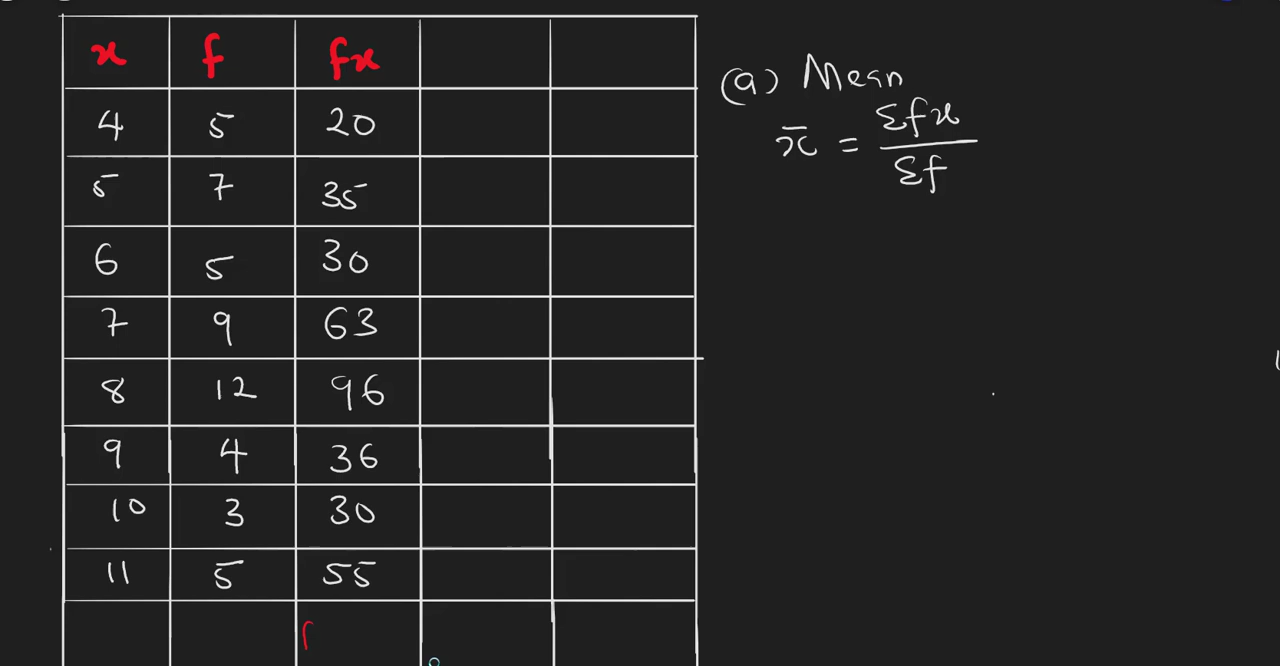 x f fx
4 5 20
5 7 35
6 5 30
7 9 63
8 12 96
9 4 36
10 3 30
11 5 55
(a) Mean
x̄ = Σfx / Σf